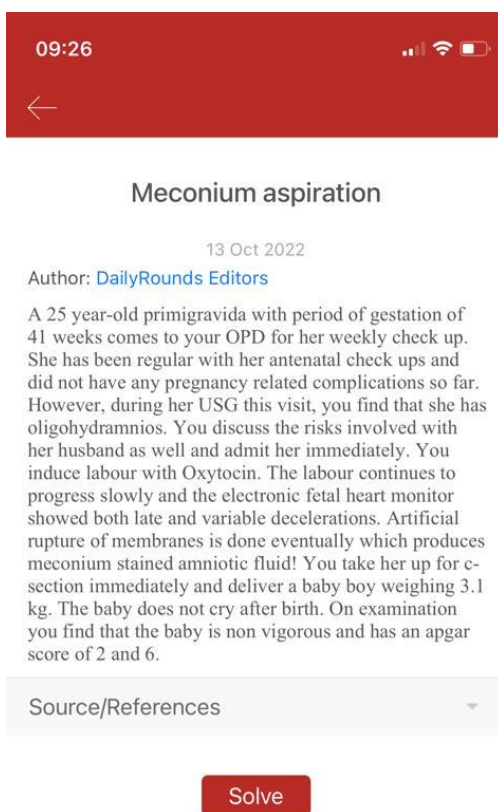 09:26
Meconium aspiration
13 Oct 2022
Author: DailyRounds Editors
A 25 year-old primigravida with period of gestation of
41 weeks comes to your OPD for her weekly check up.
She has been regular with her antenatal check ups and
did not have any pregnancy related complications so far.
However, during her USG this visit, you find that she has
oligohydramnios. You discuss the risks involved with
her husband as well and admit her immediately. You
induce labour with Oxytocin. The labour continues to
progress slowly and the electronic fetal heart monitor
showed both late and variable decelerations. Artificial
rupture of membranes is done eventually which produces
meconium stained amniotic fluid! You take her up for c-
section immediately and deliver a baby boy weighing 3.1
kg. The baby does not cry after birth. On examination
you find that the baby is non vigorous and has an apgar
score of 2 and 6.
Source/References
Solve